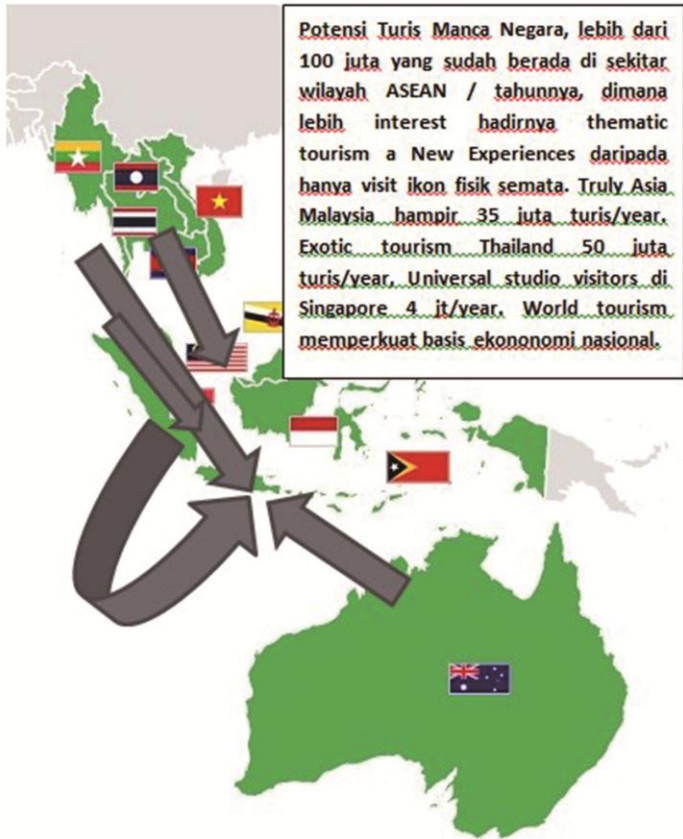 Potensi Turis Manca Negara, lebih dari
100 juta yang sudah berada di sekitar
wilayah ASEAN / tahunnya, dimana
lebih interest hadirnya thematic
tourism a New Experiences daripada
hanya visit ikon fisik semata. Truly Asia
Malaysia hampir 35 juta turis/year.
Exotic tourism Thailand 50 juta
turis/year, Universal studio visitors di
Singapore 4 jt/year. World tourism
memperkuat basis ekononomi nasional.